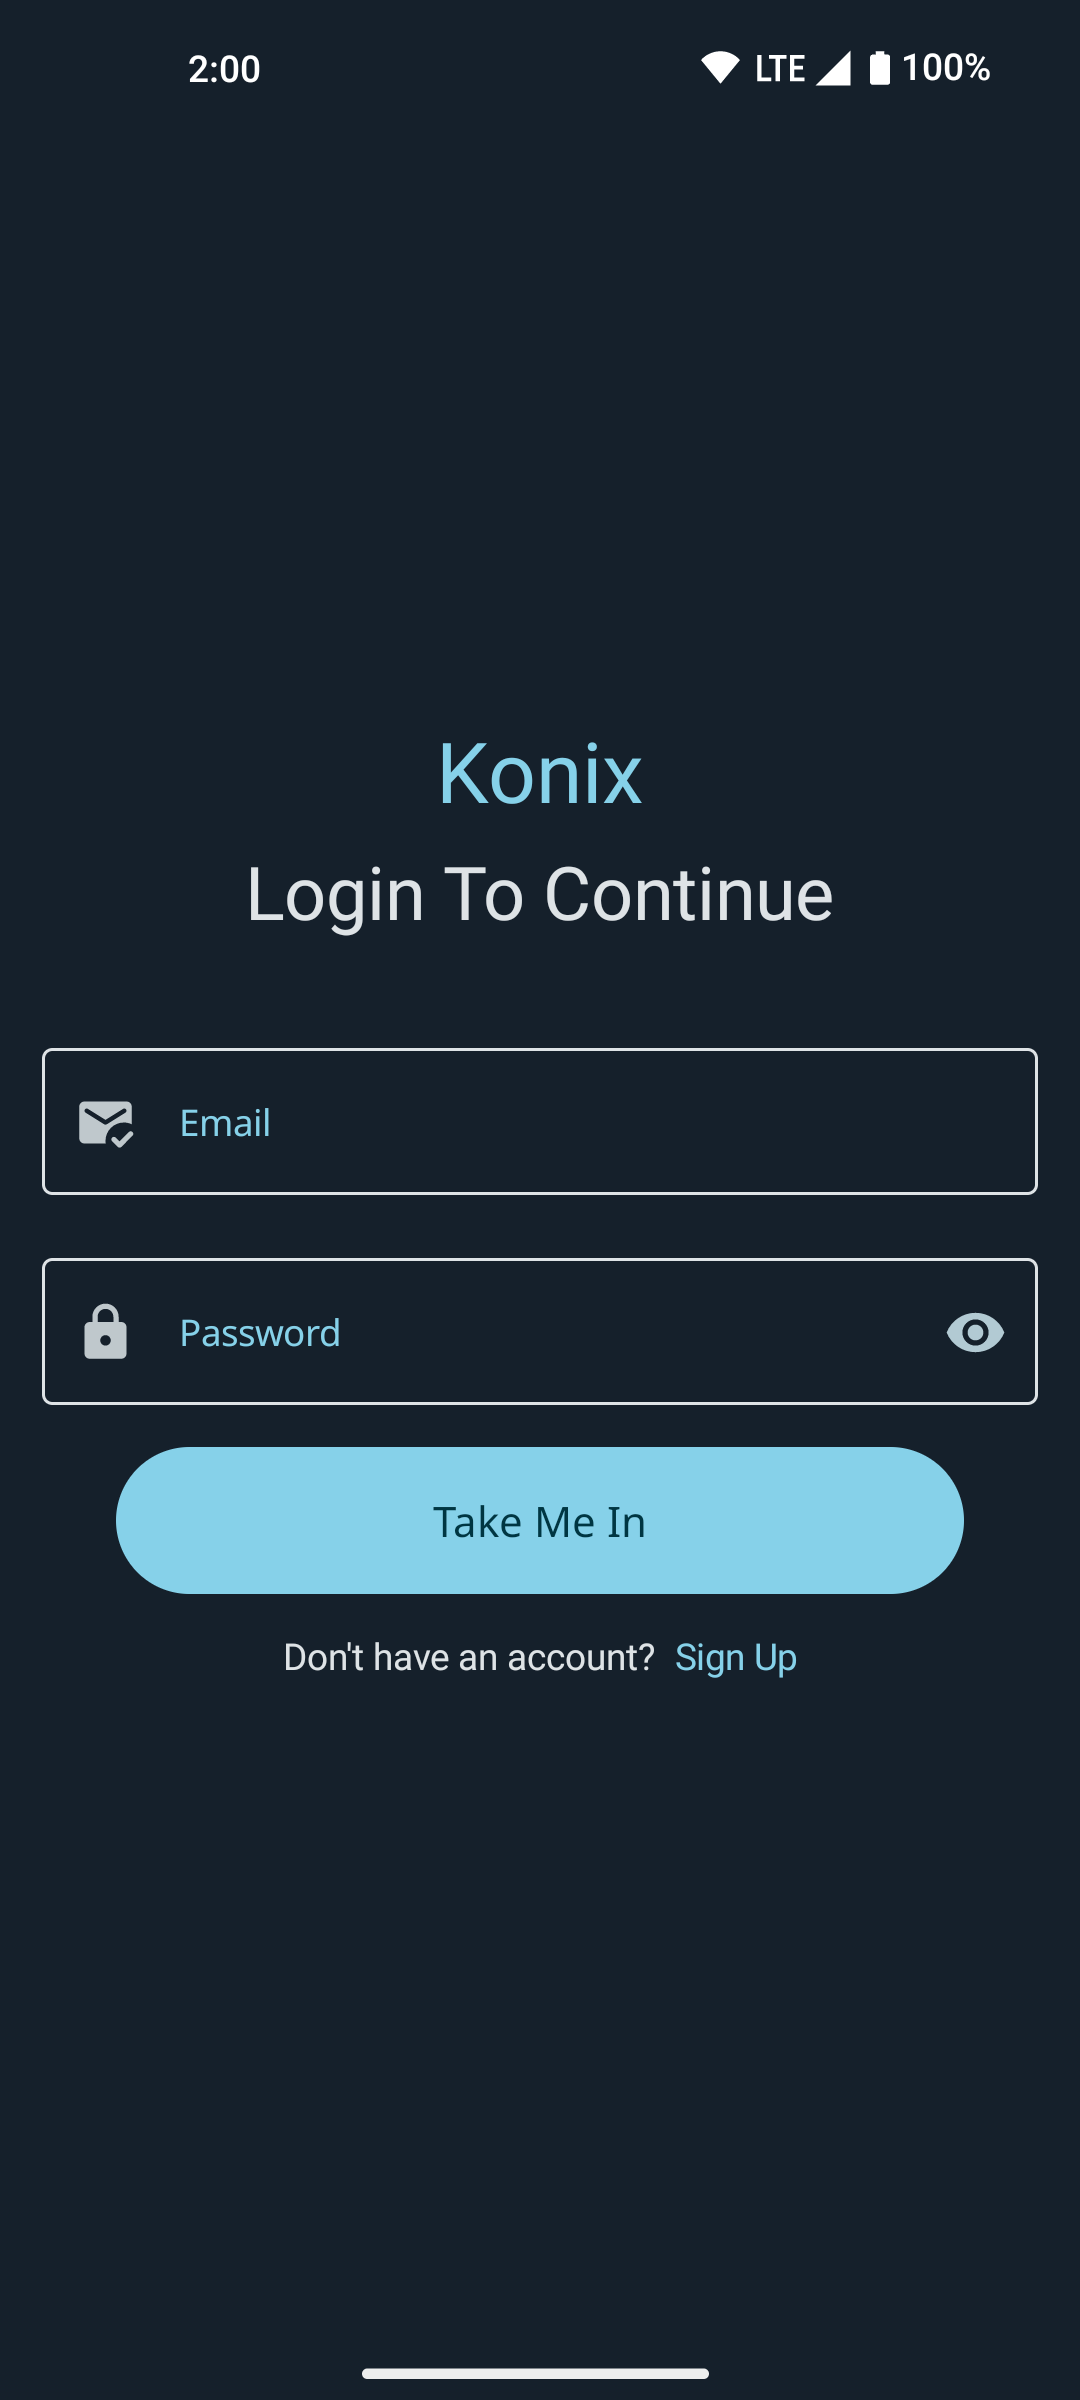 2:00 LTE 100%
Konix
Login To Continue
Email
Password
Take Me In
Don't have an account? Sign Up